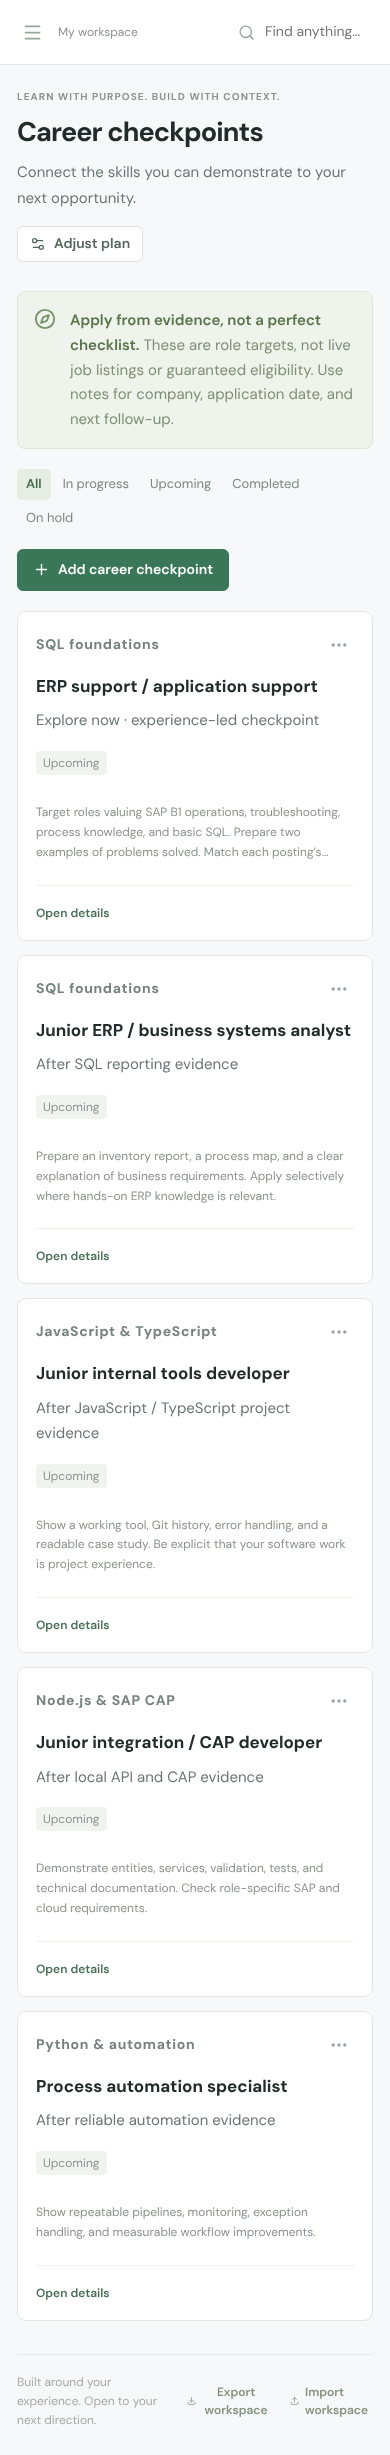 My workspace
Find anything...
LEARN WITH PURPOSE. BUILD WITH CONTEXT.
Career checkpoints
Connect the skills you can demonstrate to your
next opportunity.
Adjust plan
Apply from evidence, not a perfect
checklist. These are role targets, not live
job listings or guaranteed eligibility. Use
notes for company, application date, and
next follow-up.
All
In progress
Upcoming
Completed
On hold
Add career checkpoint
SQL foundations
ERP support / application support
Explore now · experience-led checkpoint
Upcoming
Target roles valuing SAP B1 operations, troubleshooting,
process knowledge, and basic SQL. Prepare two
examples of problems solved. Match each posting's...
Open details
SQL foundations
Junior ERP / business systems analyst
After SQL reporting evidence
Upcoming
Prepare an inventory report, a process map, and a clear
explanation of business requirements. Apply selectively
where hands-on ERP knowledge is relevant.
Open details
JavaScript & TypeScript
Junior internal tools developer
After JavaScript / TypeScript project
evidence
Upcoming
Show a working tool, Git history, error handling, and a
readable case study. Be explicit that your software work
is project experience.
Open details
Node.js & SAP CAP
Junior integration / CAP developer
After local API and CAP evidence
Upcoming
Demonstrate entities, services, validation, tests, and
technical documentation. Check role-specific SAP and
cloud requirements.
Open details
Python & automation
Process automation specialist
After reliable automation evidence
Upcoming
Show repeatable pipelines, monitoring, exception
handling, and measurable workflow improvements.
Open details
Built around your
experience. Open to your
next direction.
Export
workspace
Import
workspace